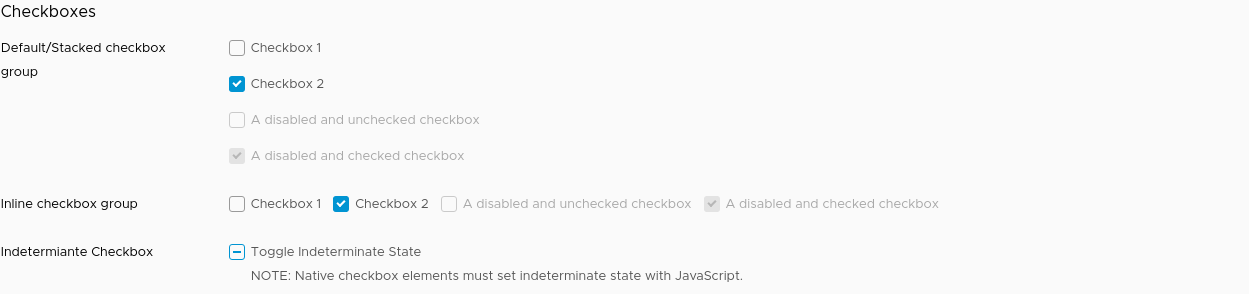 Checkboxes
Default/Stacked checkbox
group
Checkbox 1
Checkbox 2
A disabled and unchecked checkbox
A disabled and checked checkbox
Inline checkbox group
Checkbox 1 Checkbox 2 A disabled and unchecked checkbox A disabled and checked checkbox
Indetermiante Checkbox
Toggle Indeterminate State
NOTE: Native checkbox elements must set indeterminate state with JavaScript.